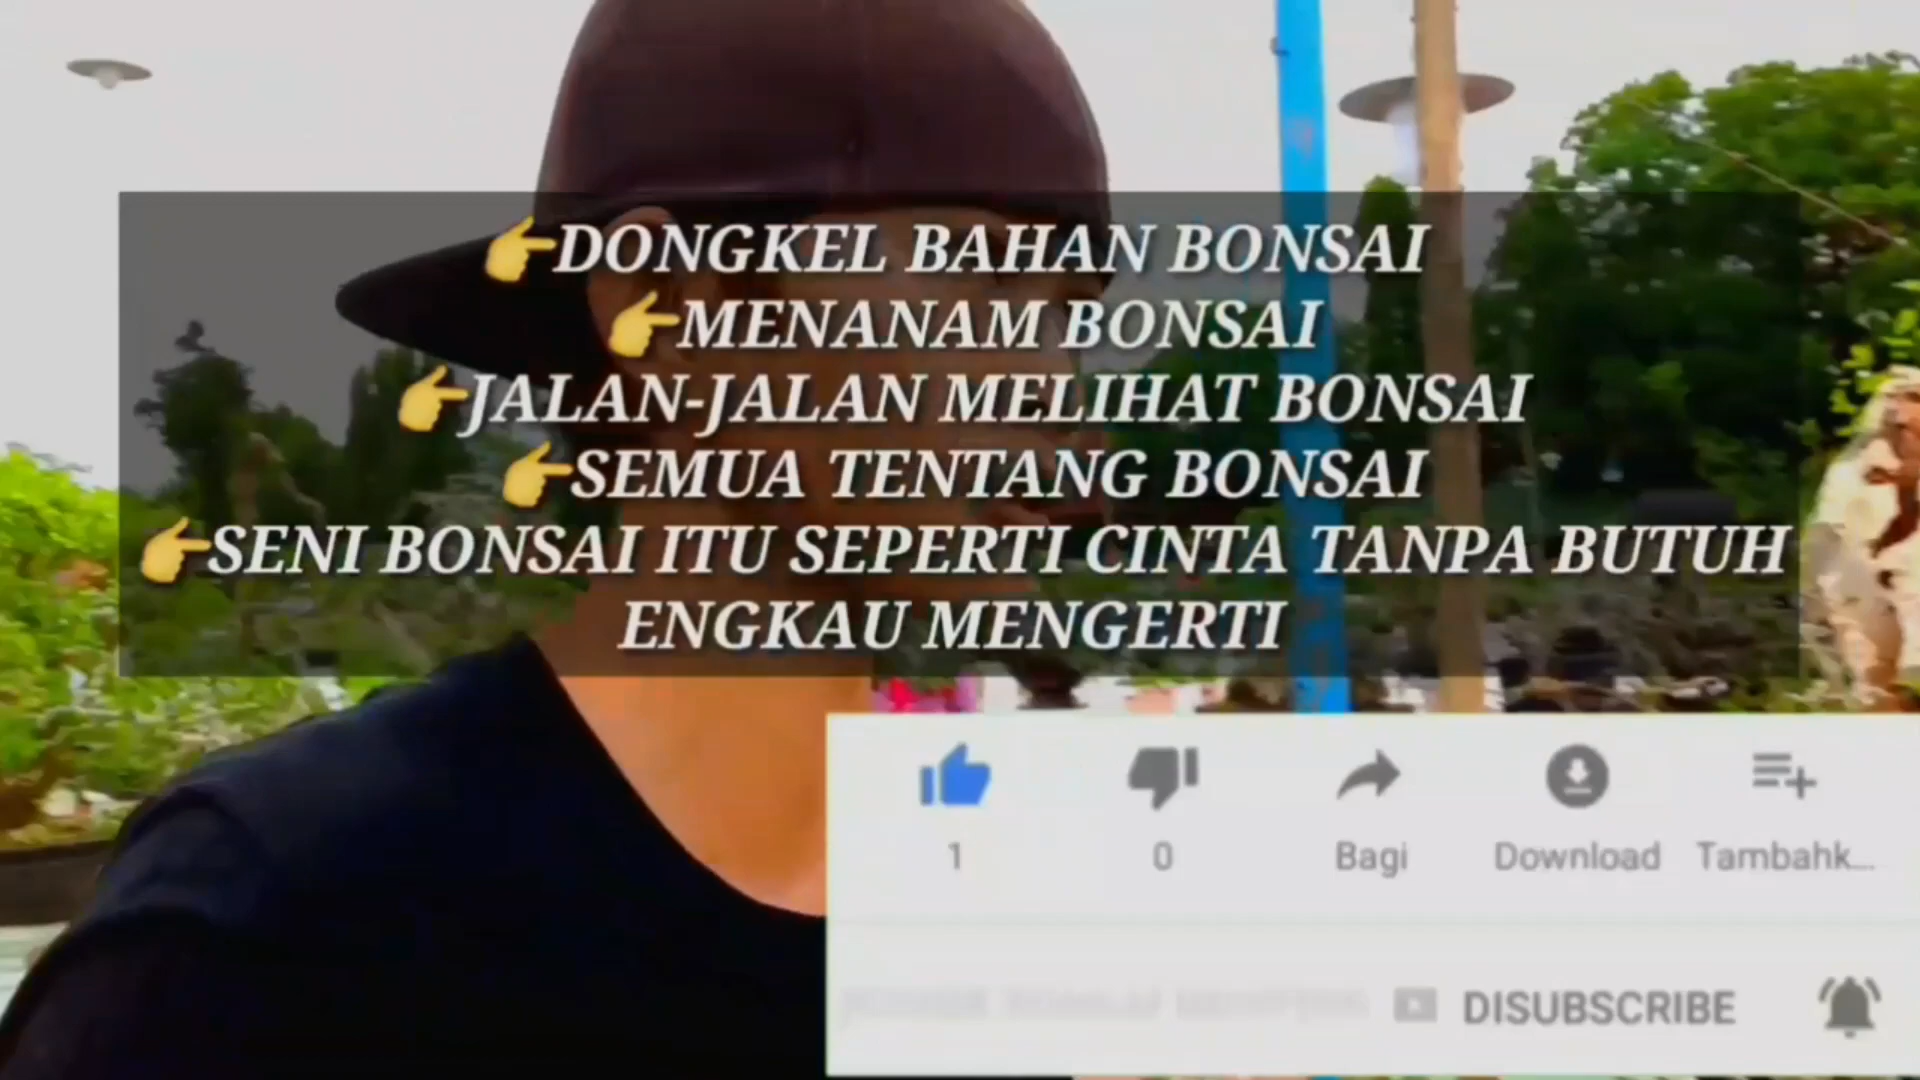 👉DONGKEL BAHAN BONSAI
👉MENANAM BONSAI
👉JALAN-JALAN MELIHAT BONSAI
👉SEMUA TENTANG BONSAI
👉SENI BONSAI ITU SEPERTI CINTA TANPA BUTUH
ENGKAU MENGERTI
1 0 Bagi Download Tambahk...
DISUBSCRIBE